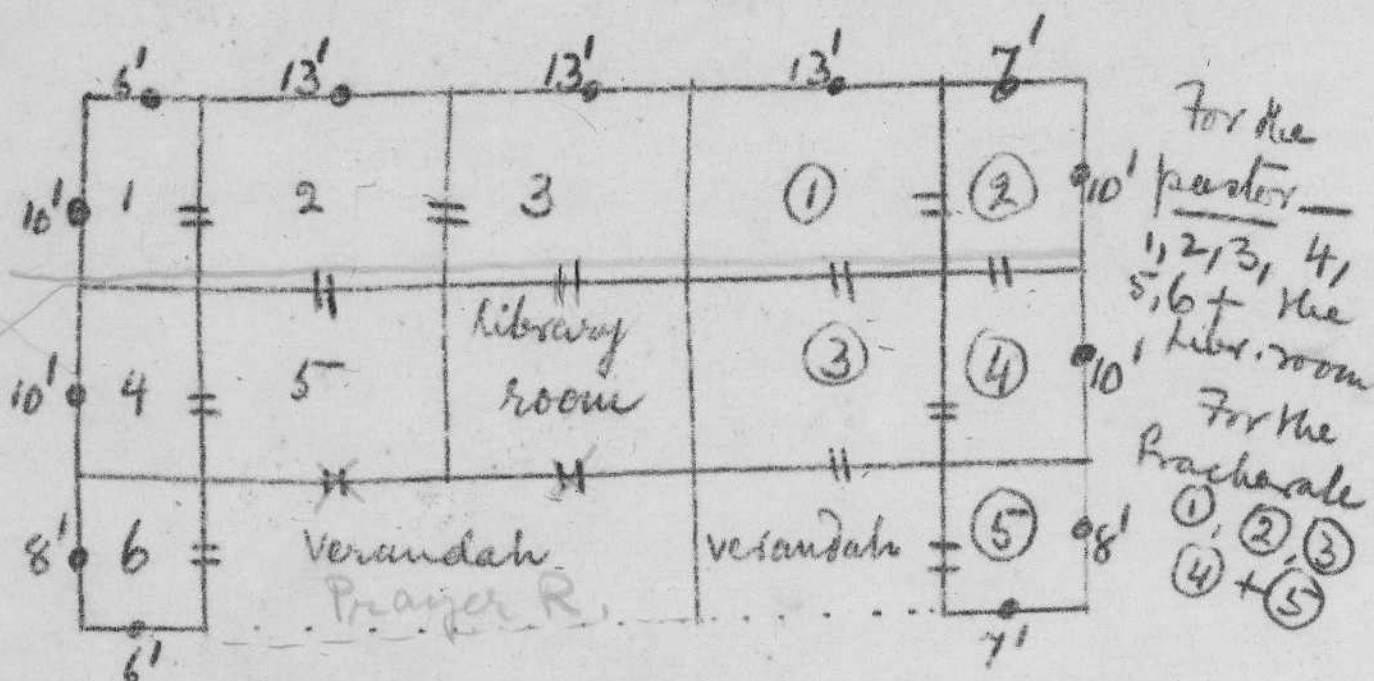 6' 13' 13' 13' 7'
10' 1 2 3 ① ② 10'
10' 4 5 Library room ③ ④ 10'
8' 6 verandah verandah ⑤ 8'
Prayer R.
6' 7'
For the
pastor —
1, 2, 3, 4,
5, 6 + the
Libr. room
For the
Pracharak
①, ②, ③
④ + ⑤